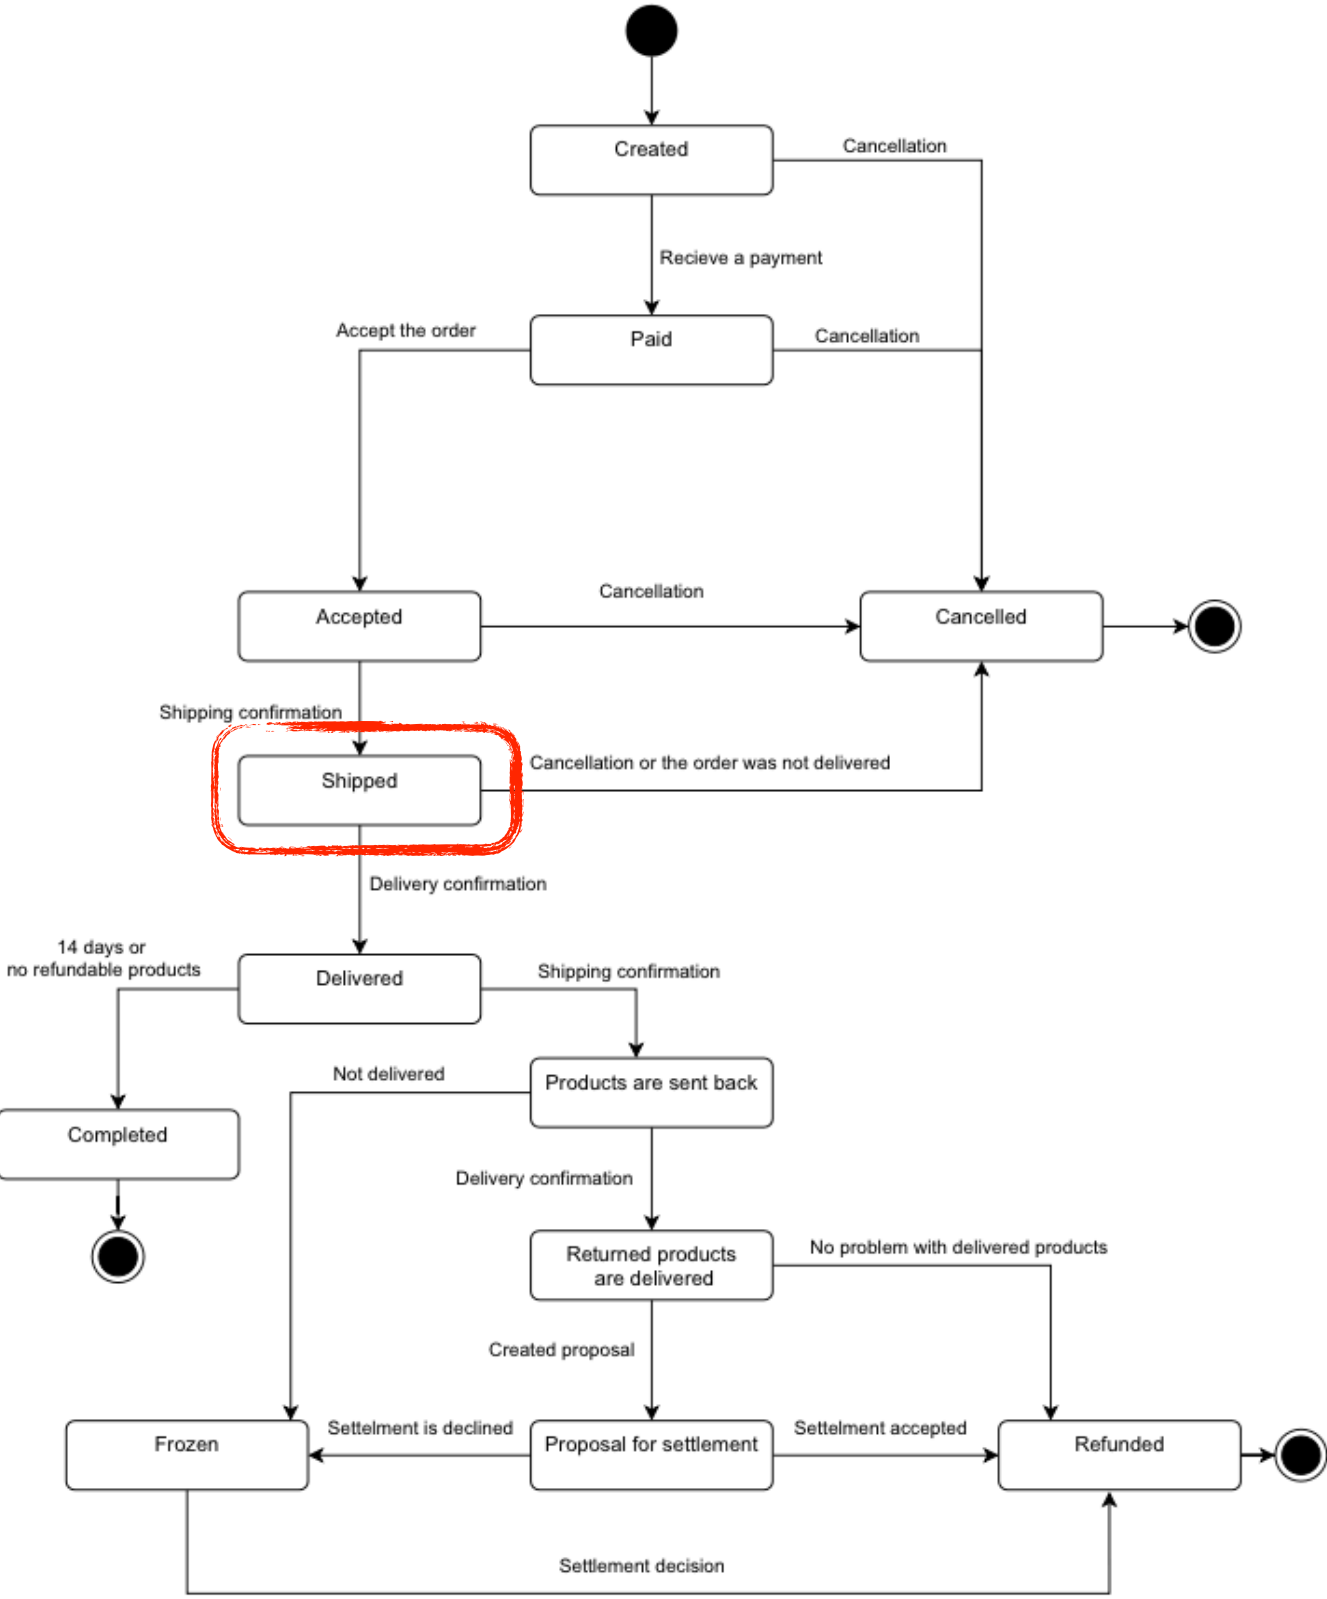 Created
Cancellation
Recieve a payment
Accept the order
Paid
Cancellation
Accepted
Cancellation
Cancelled
Shipping confirmation
Shipped
Cancellation or the order was not delivered
Delivery confirmation
14 days or
no refundable products
Delivered
Shipping confirmation
Not delivered
Products are sent back
Completed
Delivery confirmation
Returned products
are delivered
No problem with delivered products
Created proposal
Frozen
Settelment is declined
Proposal for settlement
Settelment accepted
Refunded
Settlement decision